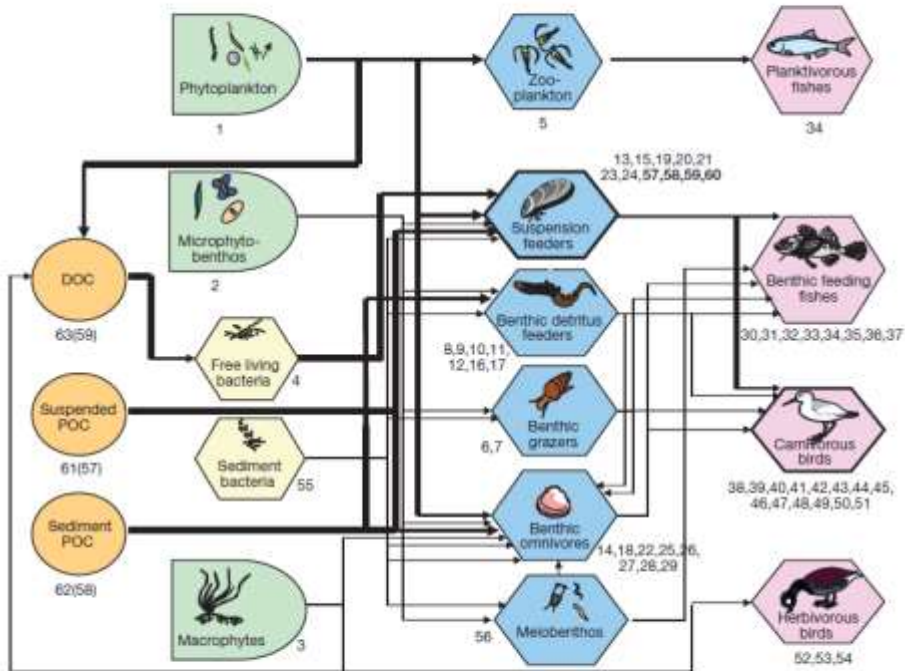 Phytoplankton
1
Zoo-
plankton
5
Planktivorous
fishes
34
Microphyto-
benthos
2
13,15,19,20,21
23,24,57,58,59,60
Suspension
feeders
Benthic feeding
fishes
30,31,32,33,34,35,36,37
DOC
63(59)
Free living
bacteria
4
Benthic detritus
feeders
8,9,10,11,
12,16,17
Suspended
POC
61(57)
Sediment
bacteria
55
Benthic
grazers
6,7
Carnivorous
birds
38,39,40,41,42,43,44,45,
46,47,48,49,50,51
Sediment
POC
62(58)
Benthic
omnivores
14,18,22,25,26,
27,28,29
Macrophytes
3
Meiobenthos
56
Herbivorous
birds
52,53,54